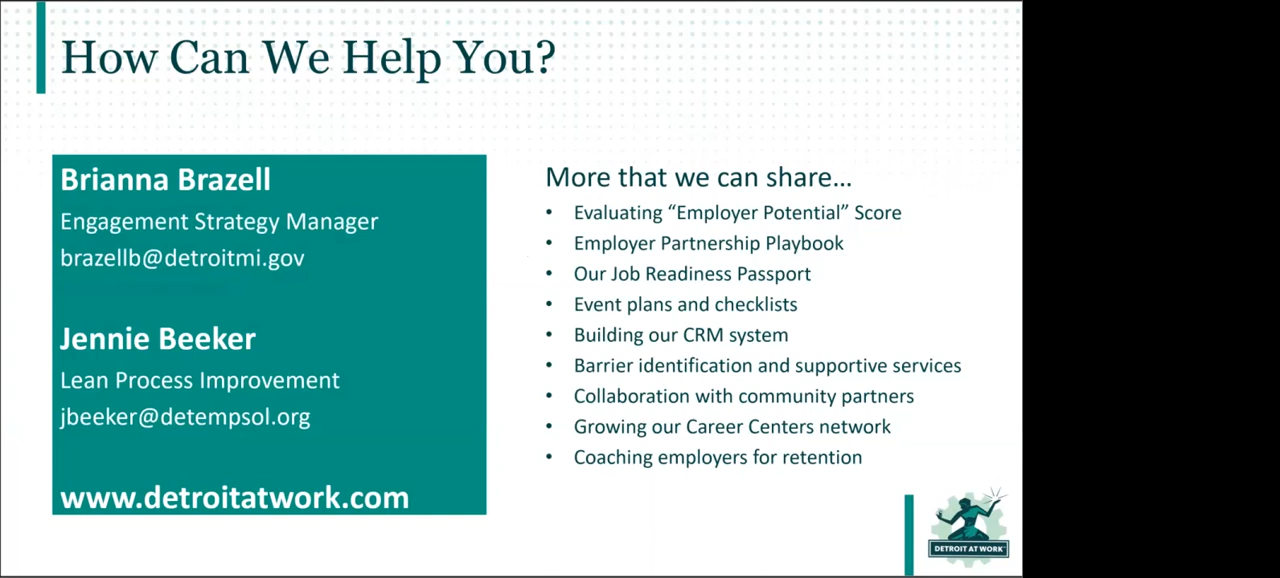 How Can We Help You?
Brianna Brazell
Engagement Strategy Manager
brazellb@detroitmi.gov
Jennie Beeker
Lean Process Improvement
jbeeker@detempsol.org
www.detroitatwork.com
More that we can share…
• Evaluating “Employer Potential” Score
• Employer Partnership Playbook
• Our Job Readiness Passport
• Event plans and checklists
• Building our CRM system
• Barrier identification and supportive services
• Collaboration with community partners
• Growing our Career Centers network
• Coaching employers for retention
DETROIT AT WORK